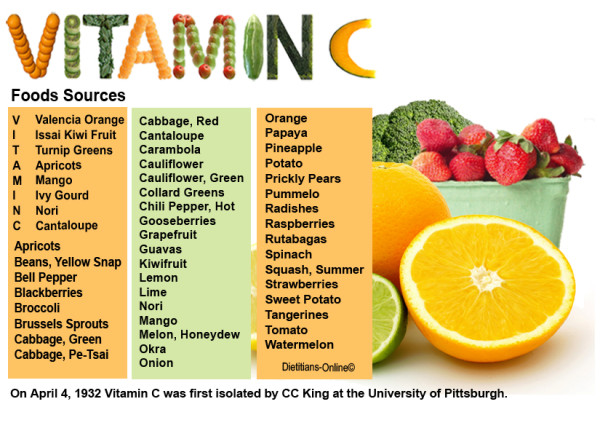 VITAMIN C
Foods Sources
V Valencia Orange
I Issai Kiwi Fruit
T Turnip Greens
A Apricots
M Mango
I Ivy Gourd
N Nori
C Cantaloupe
Apricots
Beans, Yellow Snap
Bell Pepper
Blackberries
Broccoli
Brussels Sprouts
Cabbage, Green
Cabbage, Pe-Tsai
Cabbage, Red
Cantaloupe
Carambola
Cauliflower
Cauliflower, Green
Collard Greens
Chili Pepper, Hot
Gooseberries
Grapefruit
Guavas
Kiwifruit
Lemon
Lime
Nori
Mango
Melon, Honeydew
Okra
Onion
Orange
Papaya
Pineapple
Potato
Prickly Pears
Pummelo
Radishes
Raspberries
Rutabagas
Spinach
Squash, Summer
Strawberries
Sweet Potato
Tangerines
Tomato
Watermelon
Dietitians-Online©
On April 4, 1932 Vitamin C was first isolated by CC King at the University of Pittsburgh.